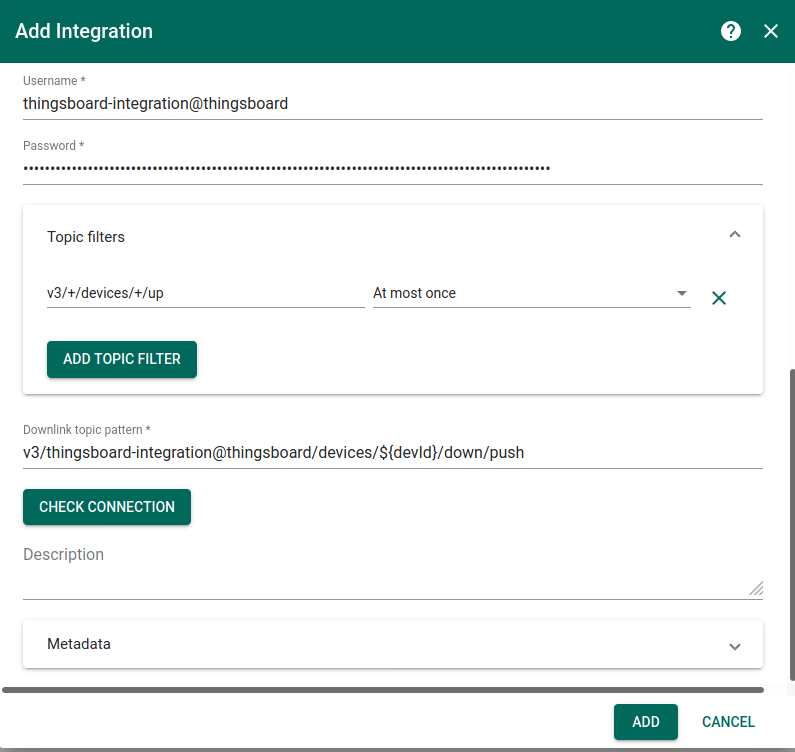 Add Integration
?
Username *
thingsboard-integration@thingsboard
Password *
Topic filters
v3/+/devices/+/up
At most once
ADD TOPIC FILTER
Downlink topic pattern *
v3/thingsboard-integration@thingsboard/devices/${devId}/down/push
CHECK CONNECTION
Description
Metadata
ADD
CANCEL